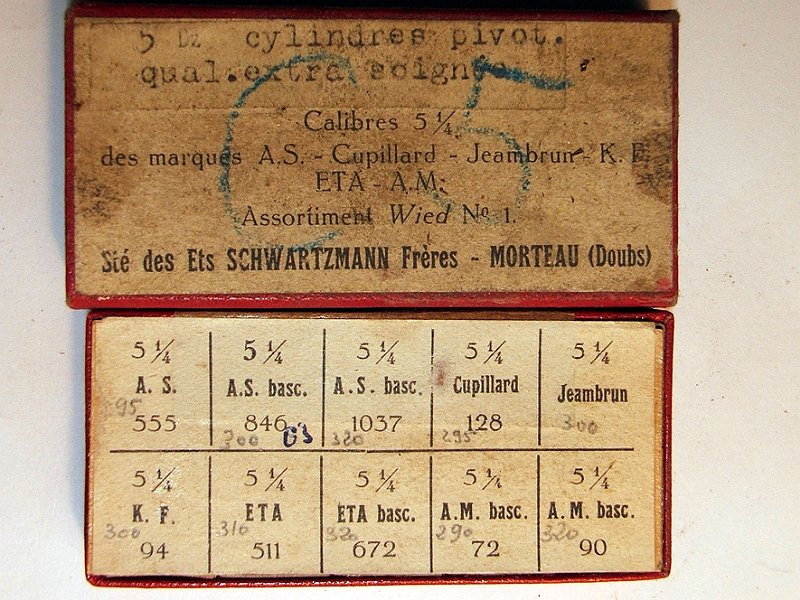 5 Dz cylindres pivot.
qual.extra soignée
C5
Calibres 5 ¼
des marques A.S. - Cupillard - Jeambrun - K. F.
ETA - A.M.
Assortiment Wied No 1.
Sté des Ets SCHWARTZMANN Frères - MORTEAU (Doubs)
5 ¼ 5 ¼ 5 ¼ 5 ¼ 5 ¼
A. S. A.S. basc. A.S. basc. Cupillard Jeambrun
555 846 1037 128 300
295 300 03 320 295
5 ¼ 5 ¼ 5 ¼ 5 ¼ 5 ¼
K. F. ETA ETA basc. A.M. basc. A.M. basc.
300 310 320 290 320
94 511 672 72 90